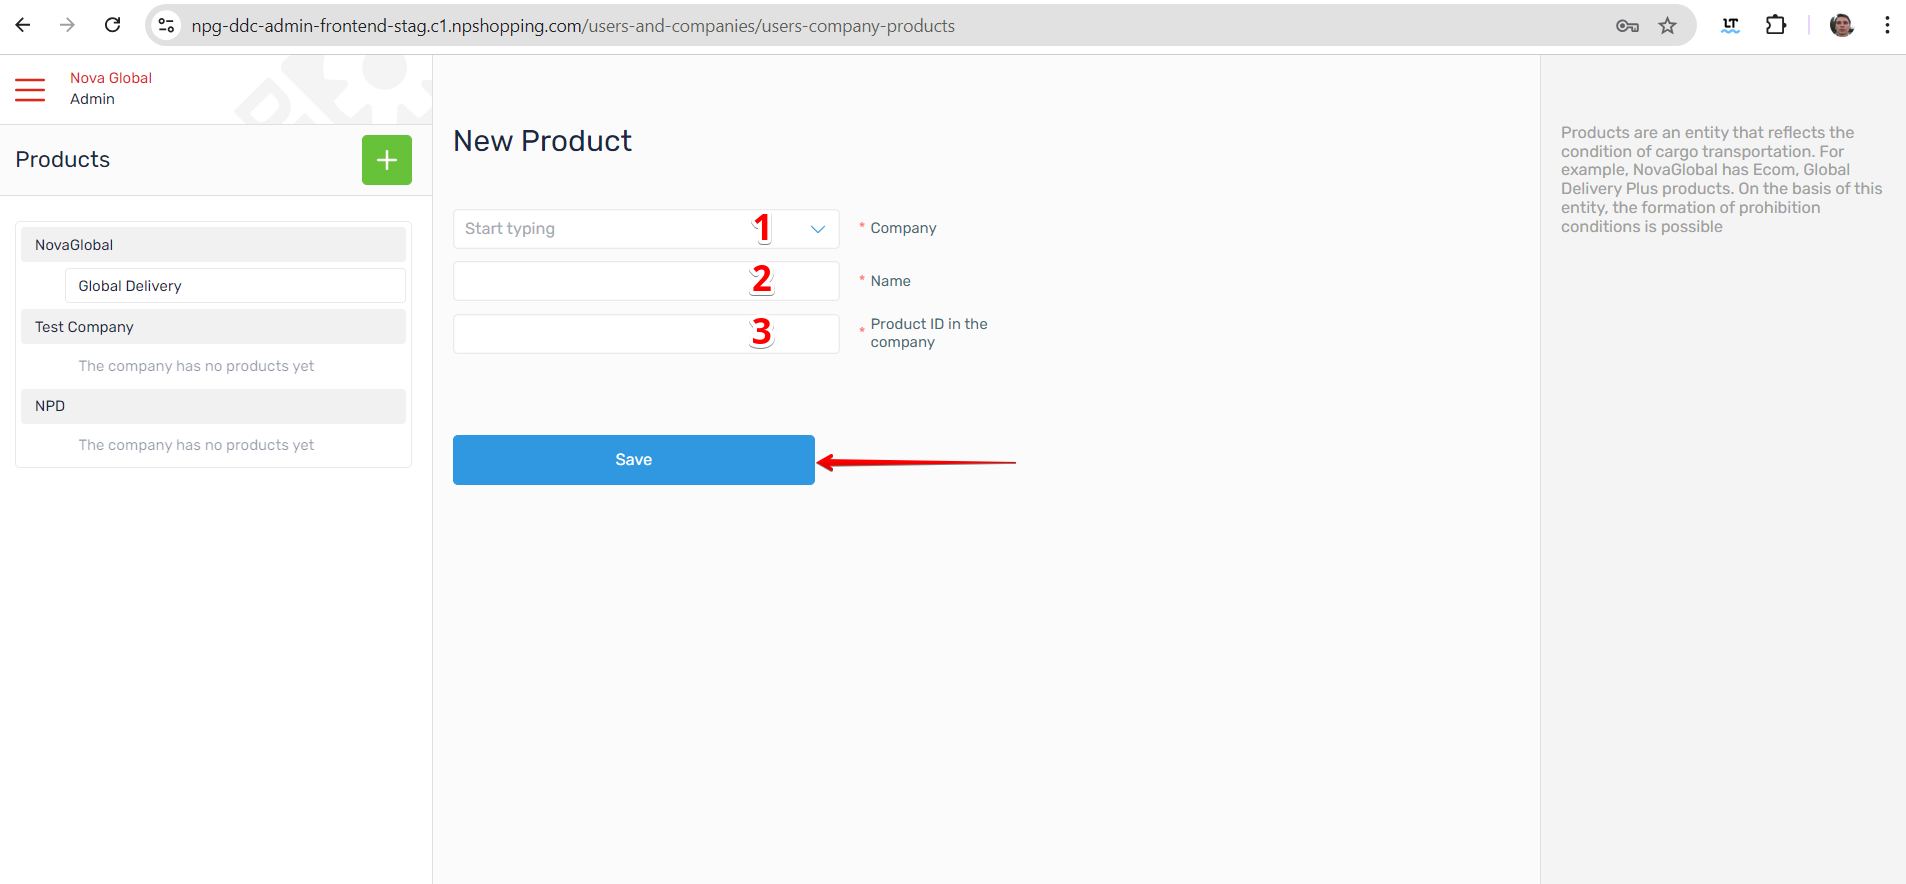 npg-ddc-admin-frontend-stag.c1.npshopping.com/users-and-companies/users-company-products
LT
Nova Global
Admin
Products
+
NovaGlobal
Global Delivery
Test Company
The company has no products yet
NPD
The company has no products yet
New Product
Start typing 1 * Company
2 * Name
3 * Product ID in the
company
Save
Products are an entity that reflects the
condition of cargo transportation. For
example, NovaGlobal has Ecom, Global
Delivery Plus products. On the basis of this
entity, the formation of prohibition
conditions is possible